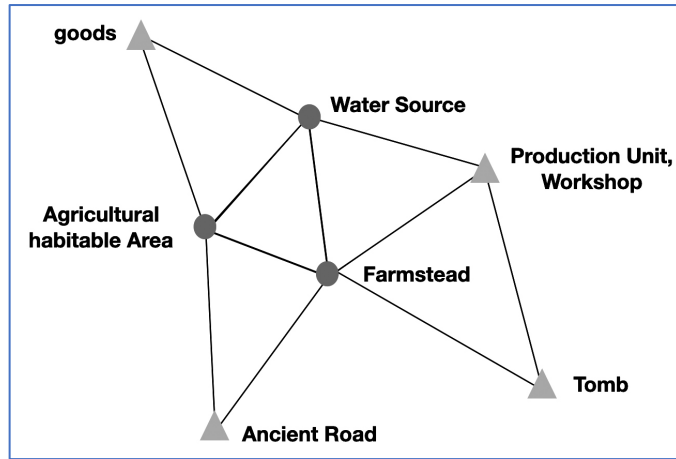 goods
Water Source
Production Unit,
Workshop
Agricultural
habitable Area
Farmstead
Tomb
Ancient Road